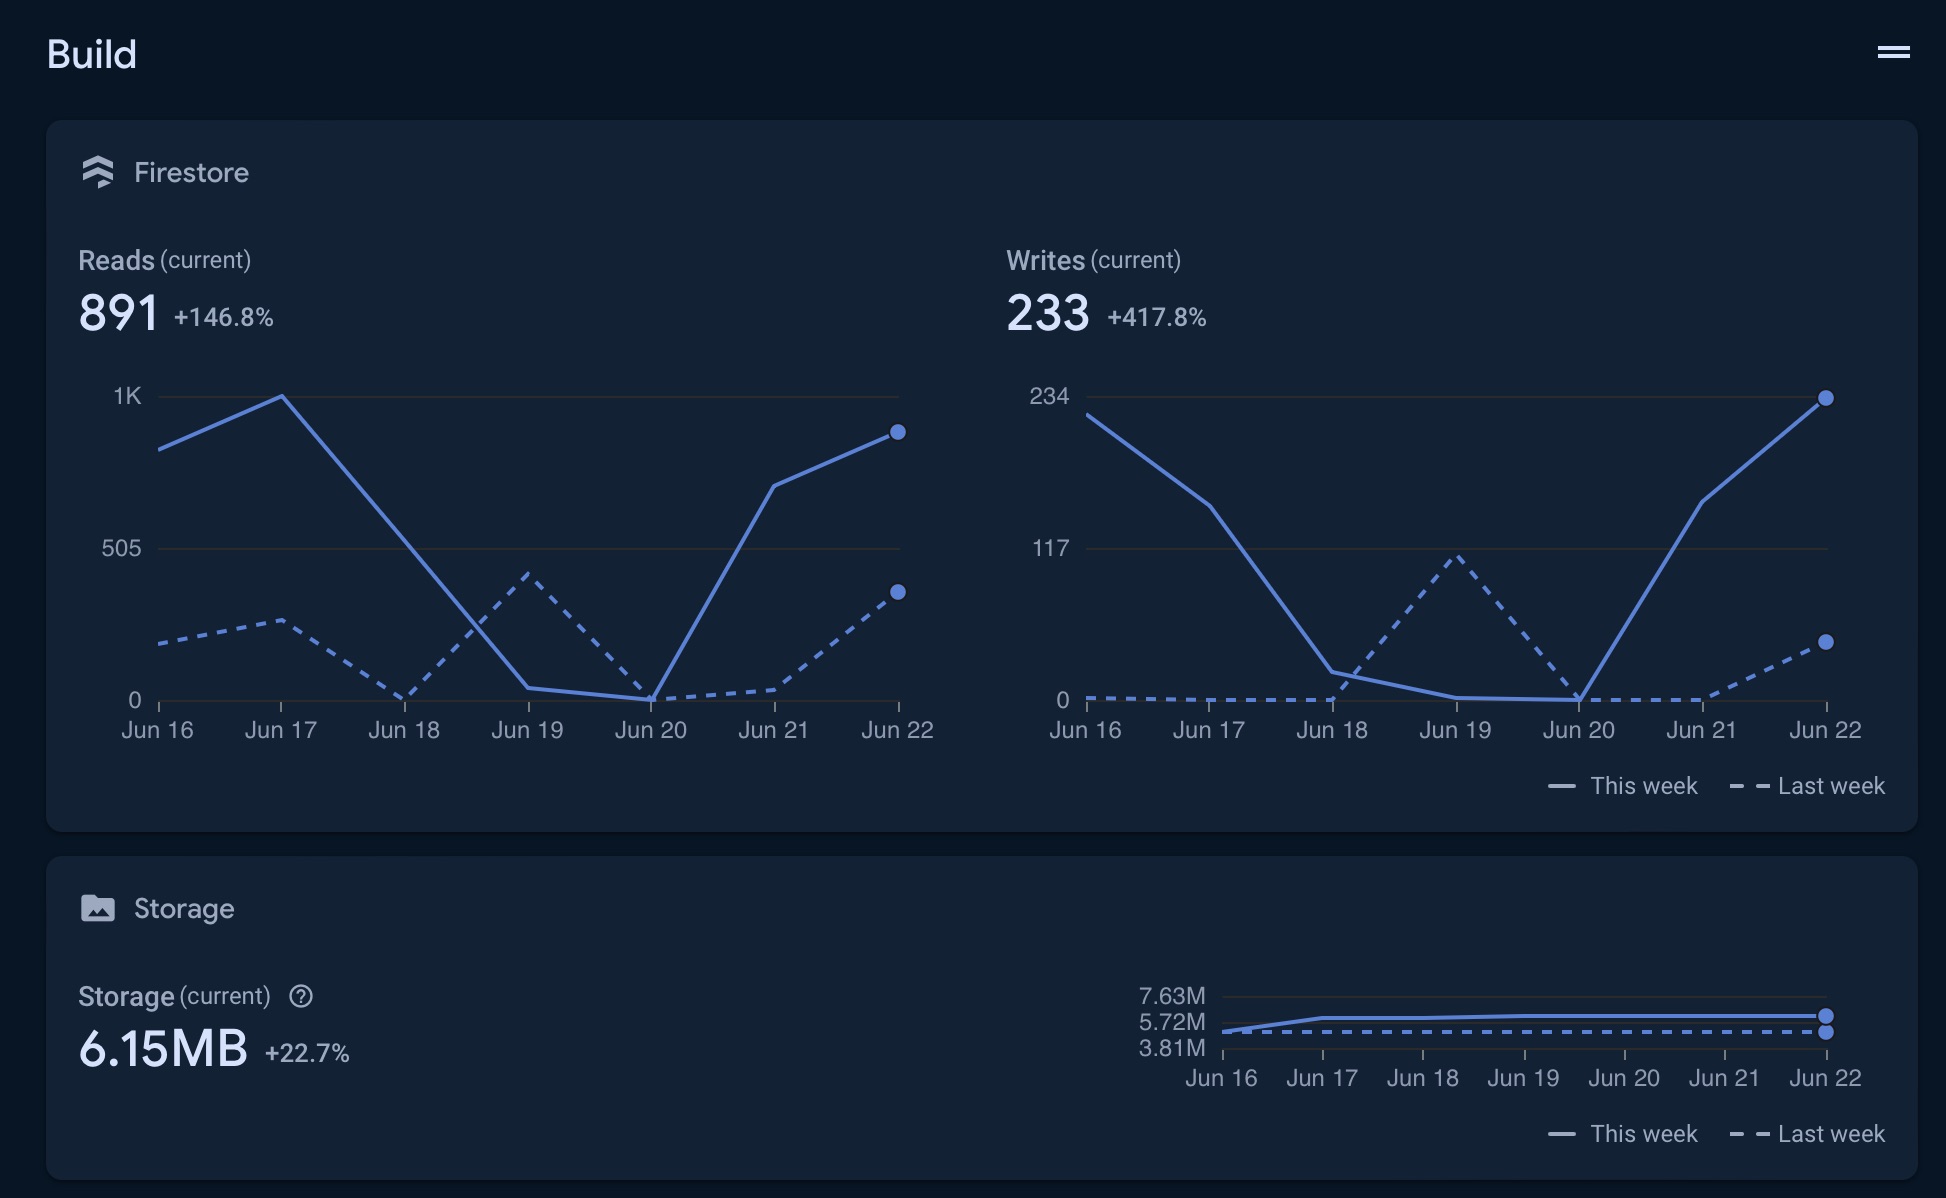 Build
Firestore
Reads (current)
891 +146.8%
1K
505
0
Jun 16 Jun 17 Jun 18 Jun 19 Jun 20 Jun 21 Jun 22
Writes (current)
233 +417.8%
234
117
0
Jun 16 Jun 17 Jun 18 Jun 19 Jun 20 Jun 21 Jun 22
This week Last week
Storage
Storage (current)
6.15MB +22.7%
7.63M
5.72M
3.81M
Jun 16 Jun 17 Jun 18 Jun 19 Jun 20 Jun 21 Jun 22
This week Last week